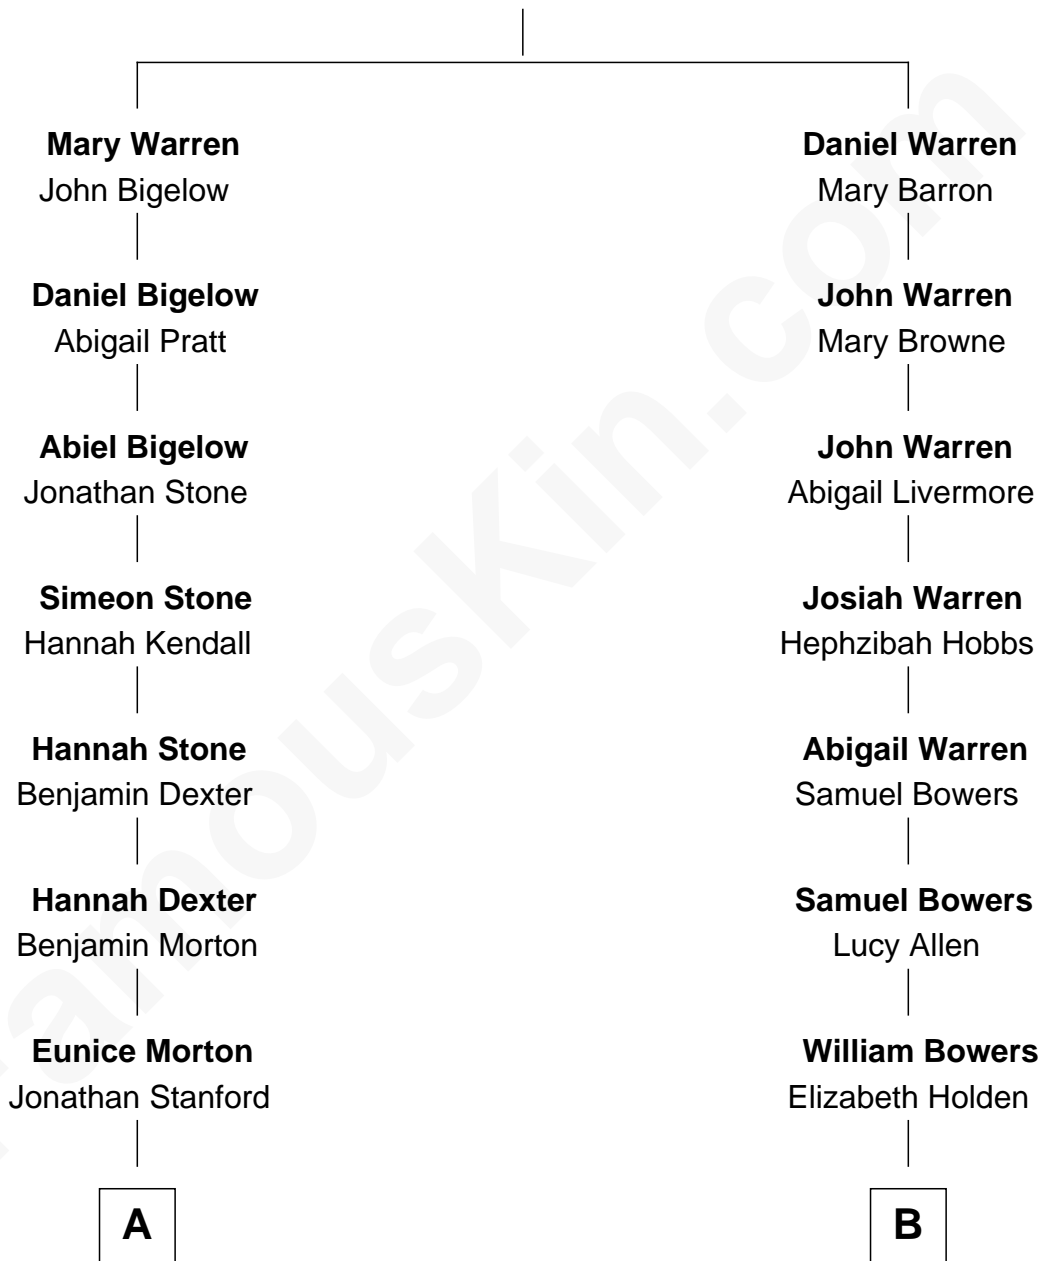 Mary Warren
John Bigelow
Daniel Bigelow
Abigail Pratt
Abiel Bigelow
Jonathan Stone
Simeon Stone
Hannah Kendall
Hannah Stone
Benjamin Dexter
Hannah Dexter
Benjamin Morton
Eunice Morton
Jonathan Stanford
A
Daniel Warren
Mary Barron
John Warren
Mary Browne
John Warren
Abigail Livermore
Josiah Warren
Hephzibah Hobbs
Abigail Warren
Samuel Bowers
Samuel Bowers
Lucy Allen
William Bowers
Elizabeth Holden
B
FamousKin.com